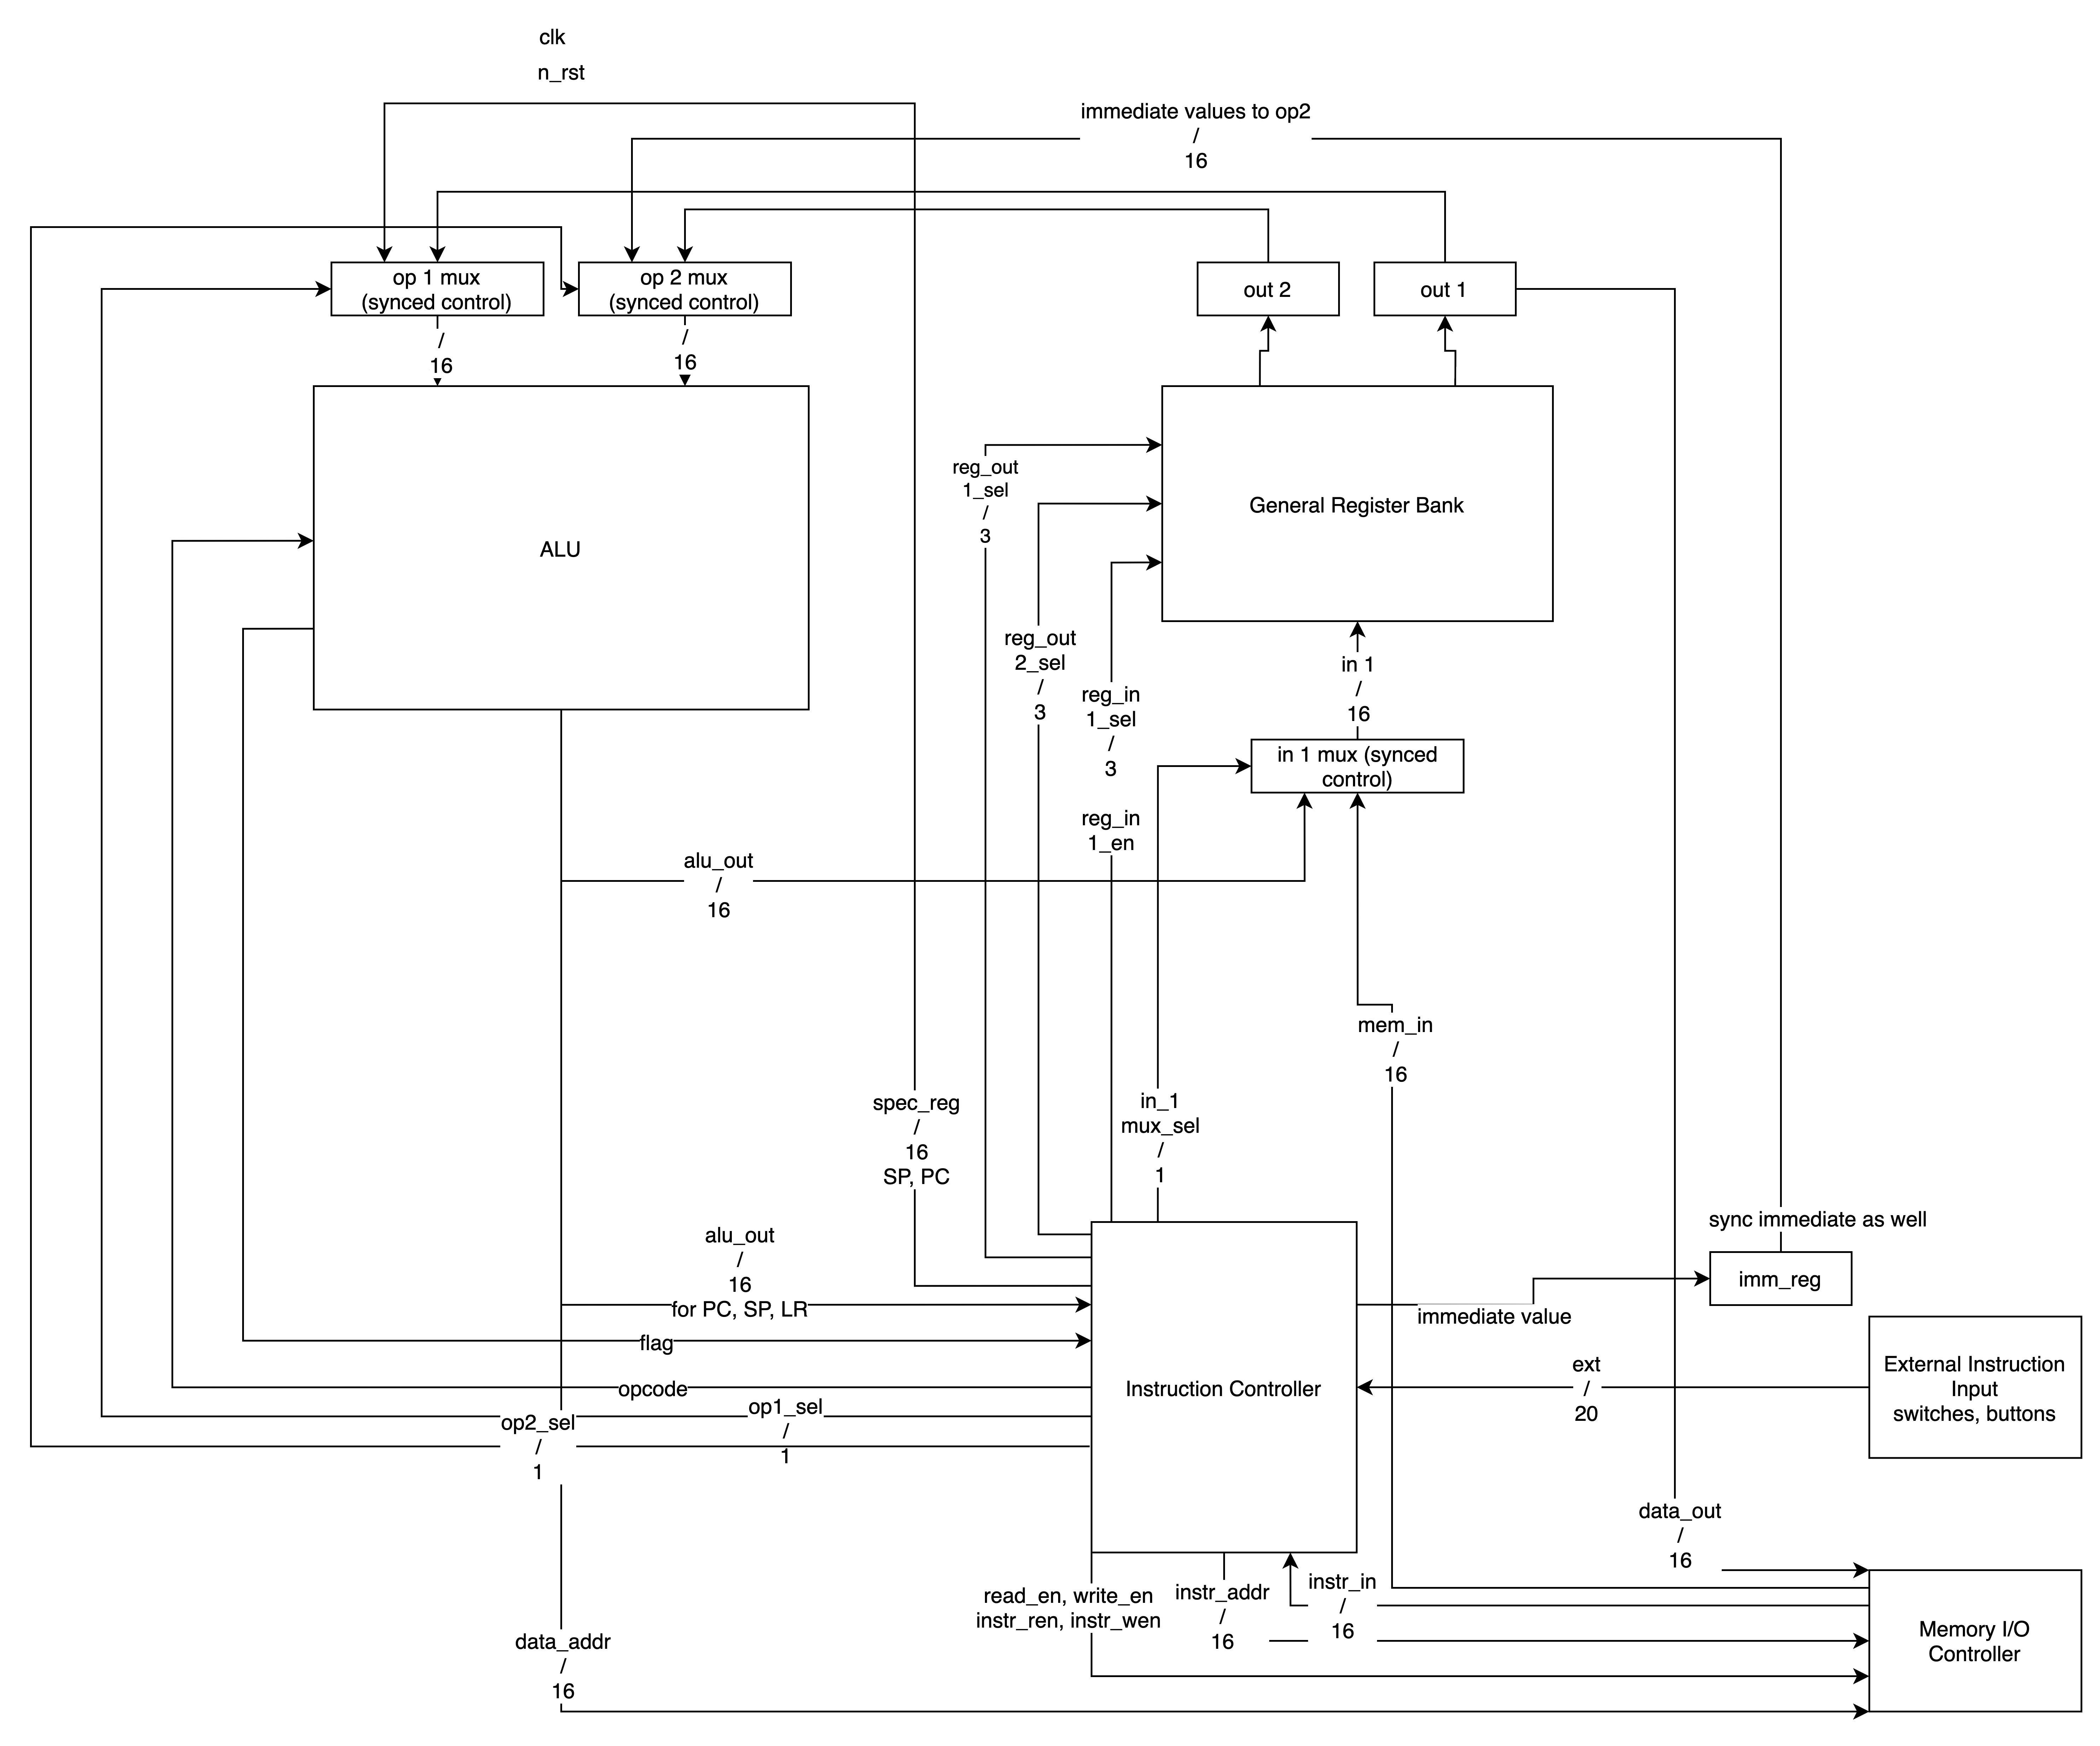 clk
n_rst
immediate values to op2
/
16
op 1 mux
(synced control)
op 2 mux
(synced control)
out 2
out 1
/
16
/
16
reg_out
1_sel
/
3
General Register Bank
ALU
reg_out
2_sel
/
3
in 1
/
16
reg_in
1_sel
/
3
in 1 mux (synced
control)
reg_in
1_en
alu_out
/
16
mem_in
/
16
spec_reg
/
16
SP, PC
in_1
mux_sel
/
1
alu_out
/
16
for PC, SP, LR
sync immediate as well
imm_reg
immediate value
flag
opcode
op1_sel
/
1
op2_sel
/
1
Instruction Controller
ext
/
20
External Instruction
Input
switches, buttons
data_out
/
16
read_en, write_en
instr_ren, instr_wen
instr_addr
/
16
instr_in
/
16
data_addr
/
16
Memory I/O
Controller